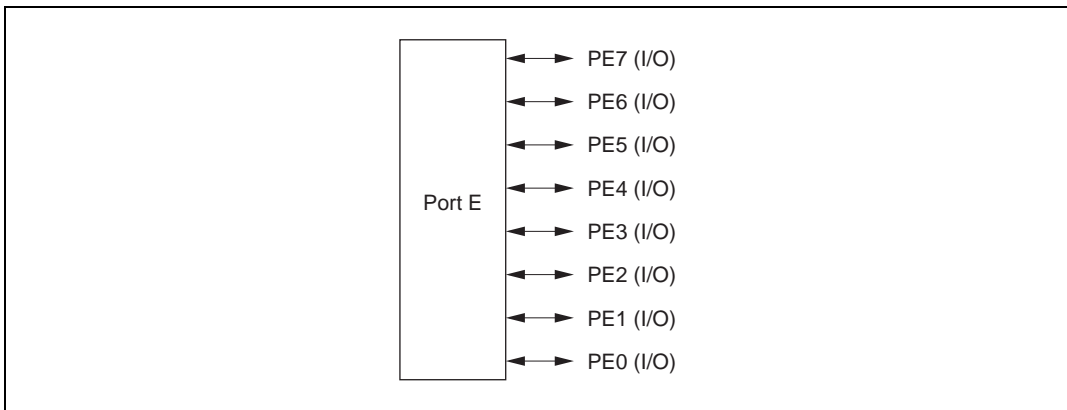 PE7 (I/O)
PE6 (I/O)
PE5 (I/O)
PE4 (I/O)
Port E
PE3 (I/O)
PE2 (I/O)
PE1 (I/O)
PE0 (I/O)